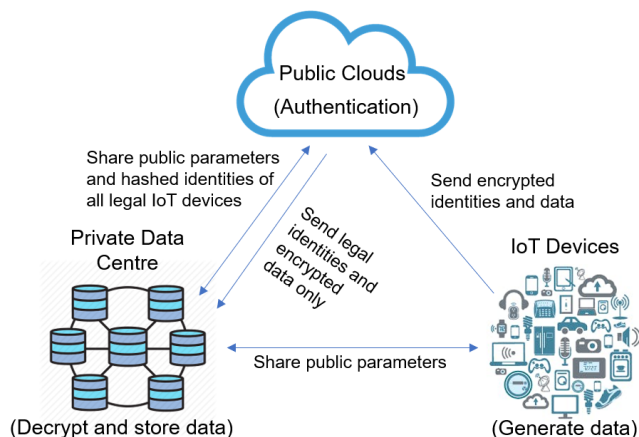 Public Clouds
(Authentication)
Share public parameters
and hashed identities of
all legal IoT devices
Send legal
identities and
encrypted
data only
Send encrypted
identities and data
Private Data
Centre
IoT Devices
Share public parameters
(Decrypt and store data)
(Generate data)